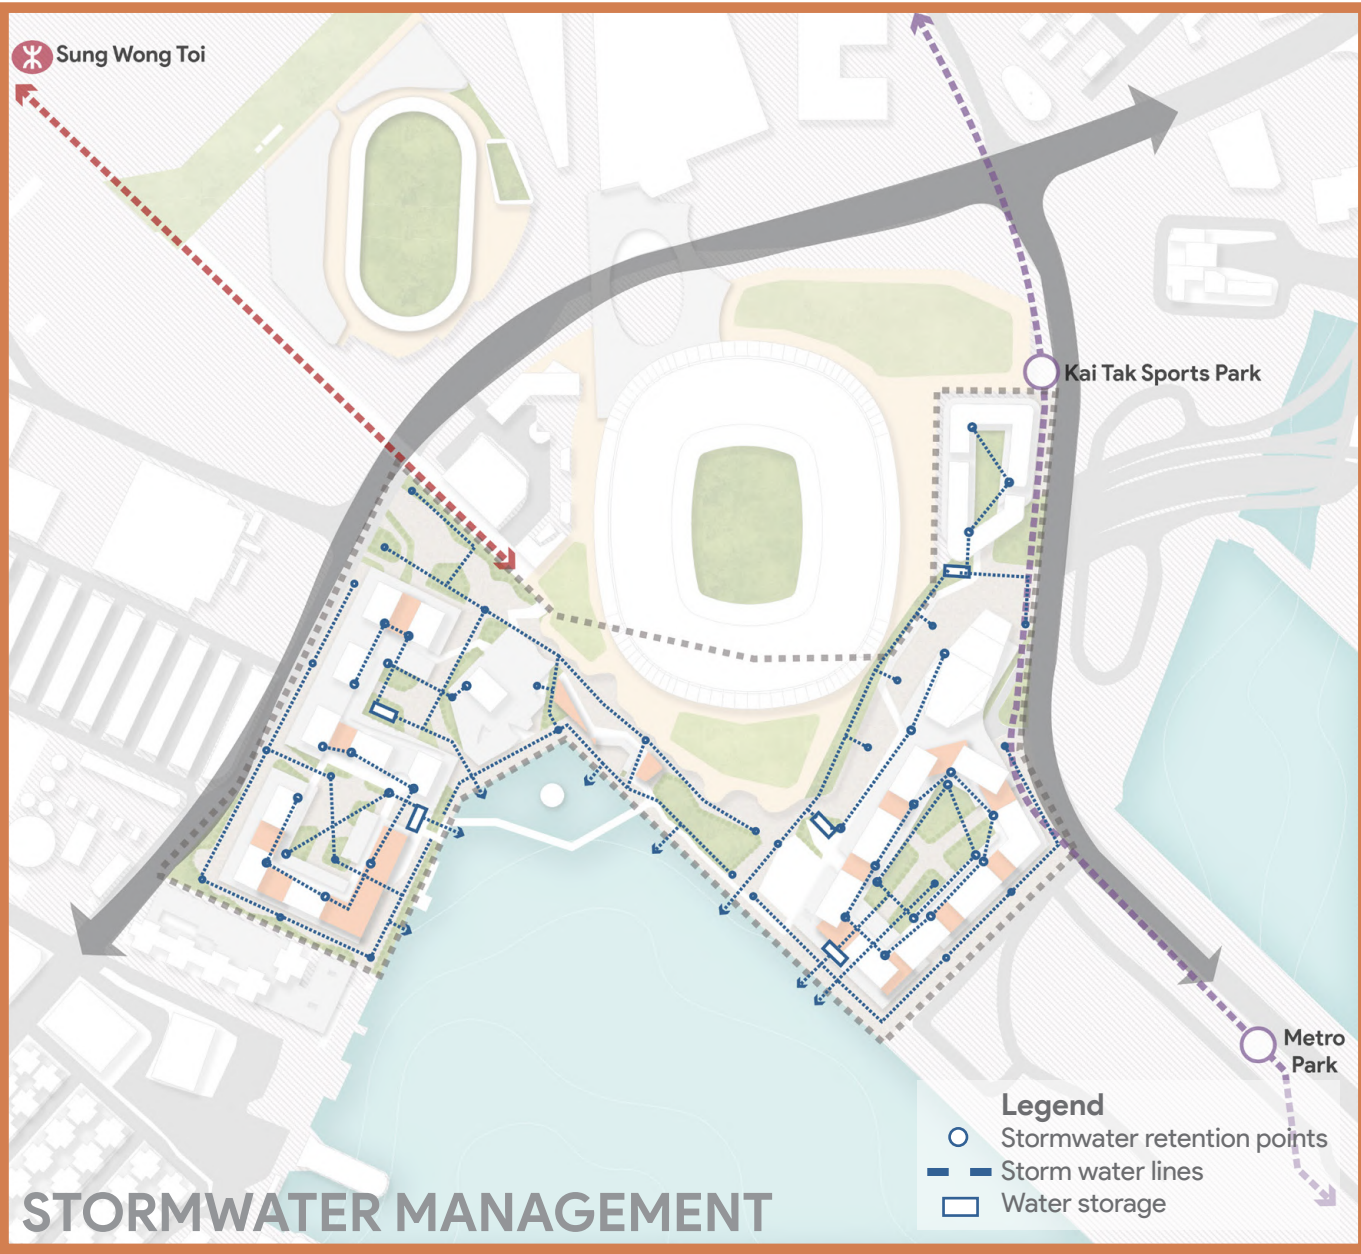 Sung Wong Toi
Kai Tak Sports Park
Metro
Park
Legend
Stormwater retention points
Storm water lines
Water storage
STORMWATER MANAGEMENT